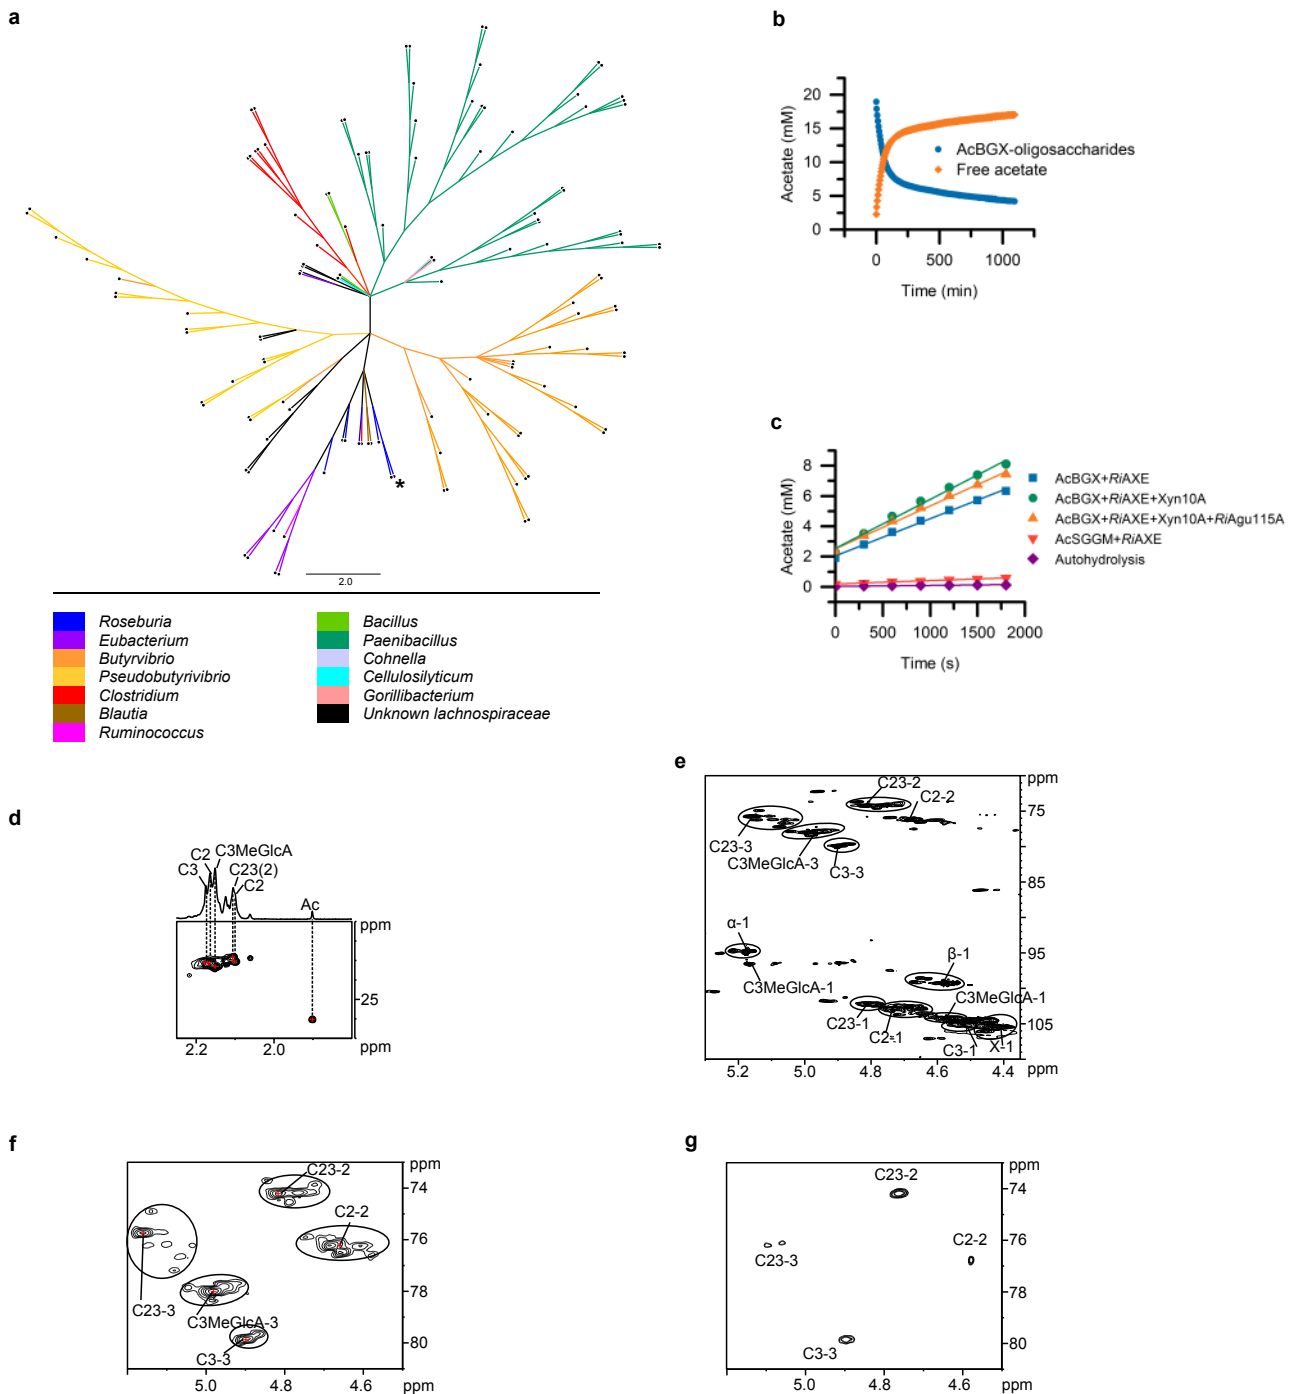 a
*
2.0
Roseburia
Eubacterium
Butyrvibrio
Pseudobutyrivibrio
Clostridium
Blautia
Ruminococcus
Bacillus
Paenibacillus
Cohnella
Cellulosilyticum
Gorillibacterium
Unknown lachnospiraceae
b
Acetate (mM)
20
15
10
5
0
AcBGX-oligosaccharides
Free acetate
0 500 1000
Time (min)
c
Acetate (mM)
8
6
4
2
0
0 500 1000 1500 2000
Time (s)
AcBGX+RiAXE
AcBGX+RiAXE+Xyn10A
AcBGX+RiAXE+Xyn10A+RiAgu115A
AcSGGM+RiAXE
Autohydrolysis
d
C3MeGlcA
C2
C3
C23(2)
C2
Ac
ppm
25
ppm
2.2 2.0
ppm
e
ppm
C23-2
C2-2
75
C23-3
C3MeGlcA-3
C3-3
85
α-1
95
β-1
C3MeGlcA-1
C3MeGlcA-1
C23-1
C2-1
105
C3-1
X-1
5.2 5.0 4.8 4.6 4.4
ppm
f
ppm
C23-2
74
C2-2
76
78
C23-3
C3MeGlcA-3
C3-3
80
5.0 4.8 4.6
ppm
g
ppm
C23-2
74
C2-2
76
C23-3
78
C3-3
80
5.0 4.8 4.6
ppm